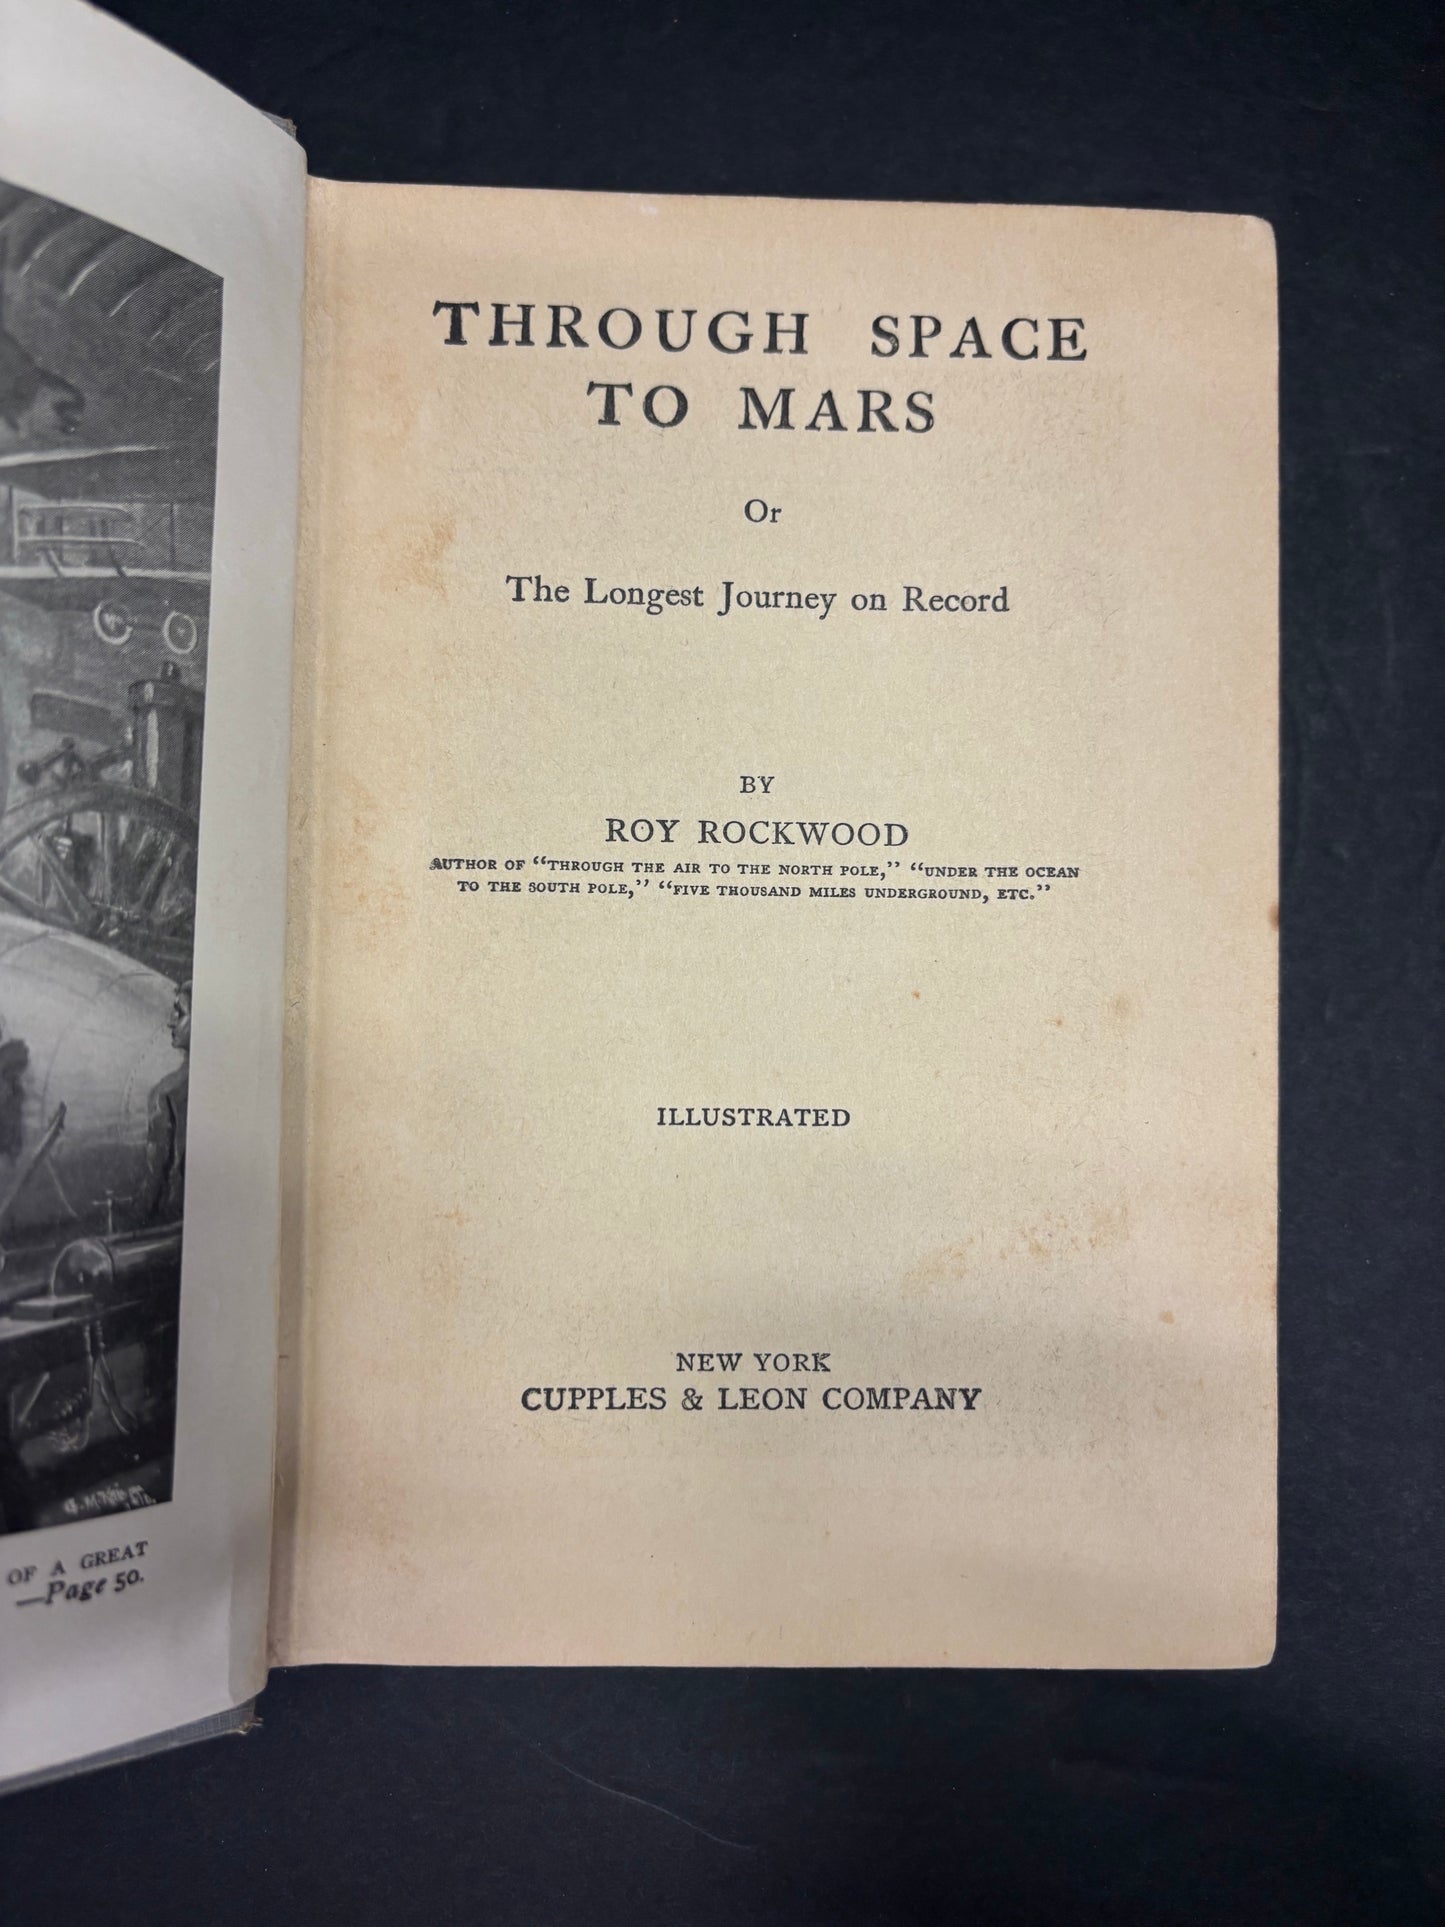 OF A GREAT
—Page 50.
THROUGH SPACE
TO MARS
Or
The Longest Journey on Record
BY
ROY ROCKWOOD
AUTHOR OF “THROUGH THE AIR TO THE NORTH POLE,” “UNDER THE OCEAN
TO THE SOUTH POLE,” “FIVE THOUSAND MILES UNDERGROUND, ETC.”
ILLUSTRATED
NEW YORK
CUPPLES & LEON COMPANY